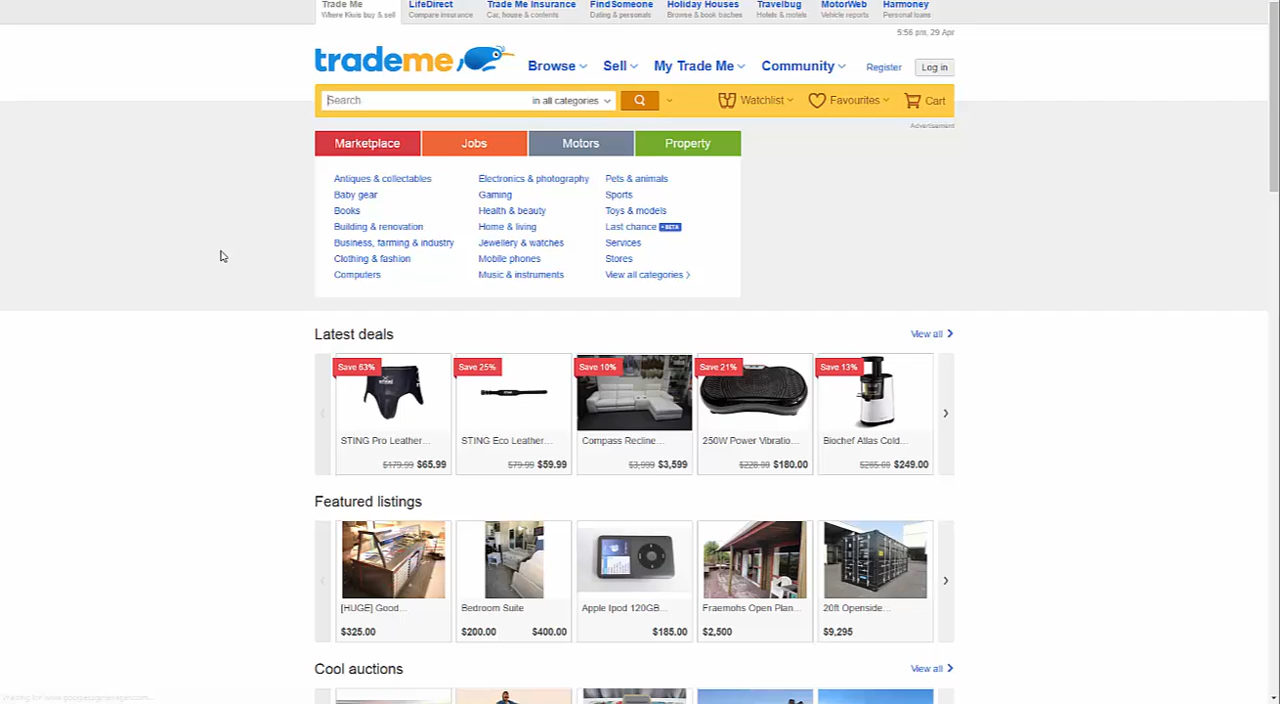 Trade Me LifeDirect Trade Me Insurance FindSomeone Holiday Houses Travelbug MotorWeb Harmoney
Where Kiwis buy & sell Compare insurance Car, house & contents Dating & personals Rent & book baches Hotels & motels Vehicle reports Personal loans
5:56 pm, 29 Apr
trademe
Browse Sell My Trade Me Community Register Log in
Search in all categories Watchlist Favourites Cart
Advertisement
Marketplace Jobs Motors Property
Antiques & collectables Electronics & photography Pets & animals
Baby gear Gaming Sports
Books Health & beauty Toys & models
Building & renovation Home & living Last chance BETA
Business, farming & industry Jewellery & watches Services
Clothing & fashion Mobile phones Stores
Computers Music & instruments View all categories
Latest deals View all
Save 63% Save 25% Save 10% Save 21% Save 13%
STING Pro Leather... STING Eco Leather... Compass Recline... 250W Power Vibratio... Biochef Atlas Cold...
$179.99 $65.99 $79.99 $59.99 $3,999 $3,599 $228.00 $180.00 $285.00 $249.00
Featured listings
[HUGE] Good... Bedroom Suite Apple Ipod 120GB... Fraemohs Open Plan... 20ft Openside...
$325.00 $200.00 $400.00 $185.00 $2,500 $9,295
Cool auctions View all